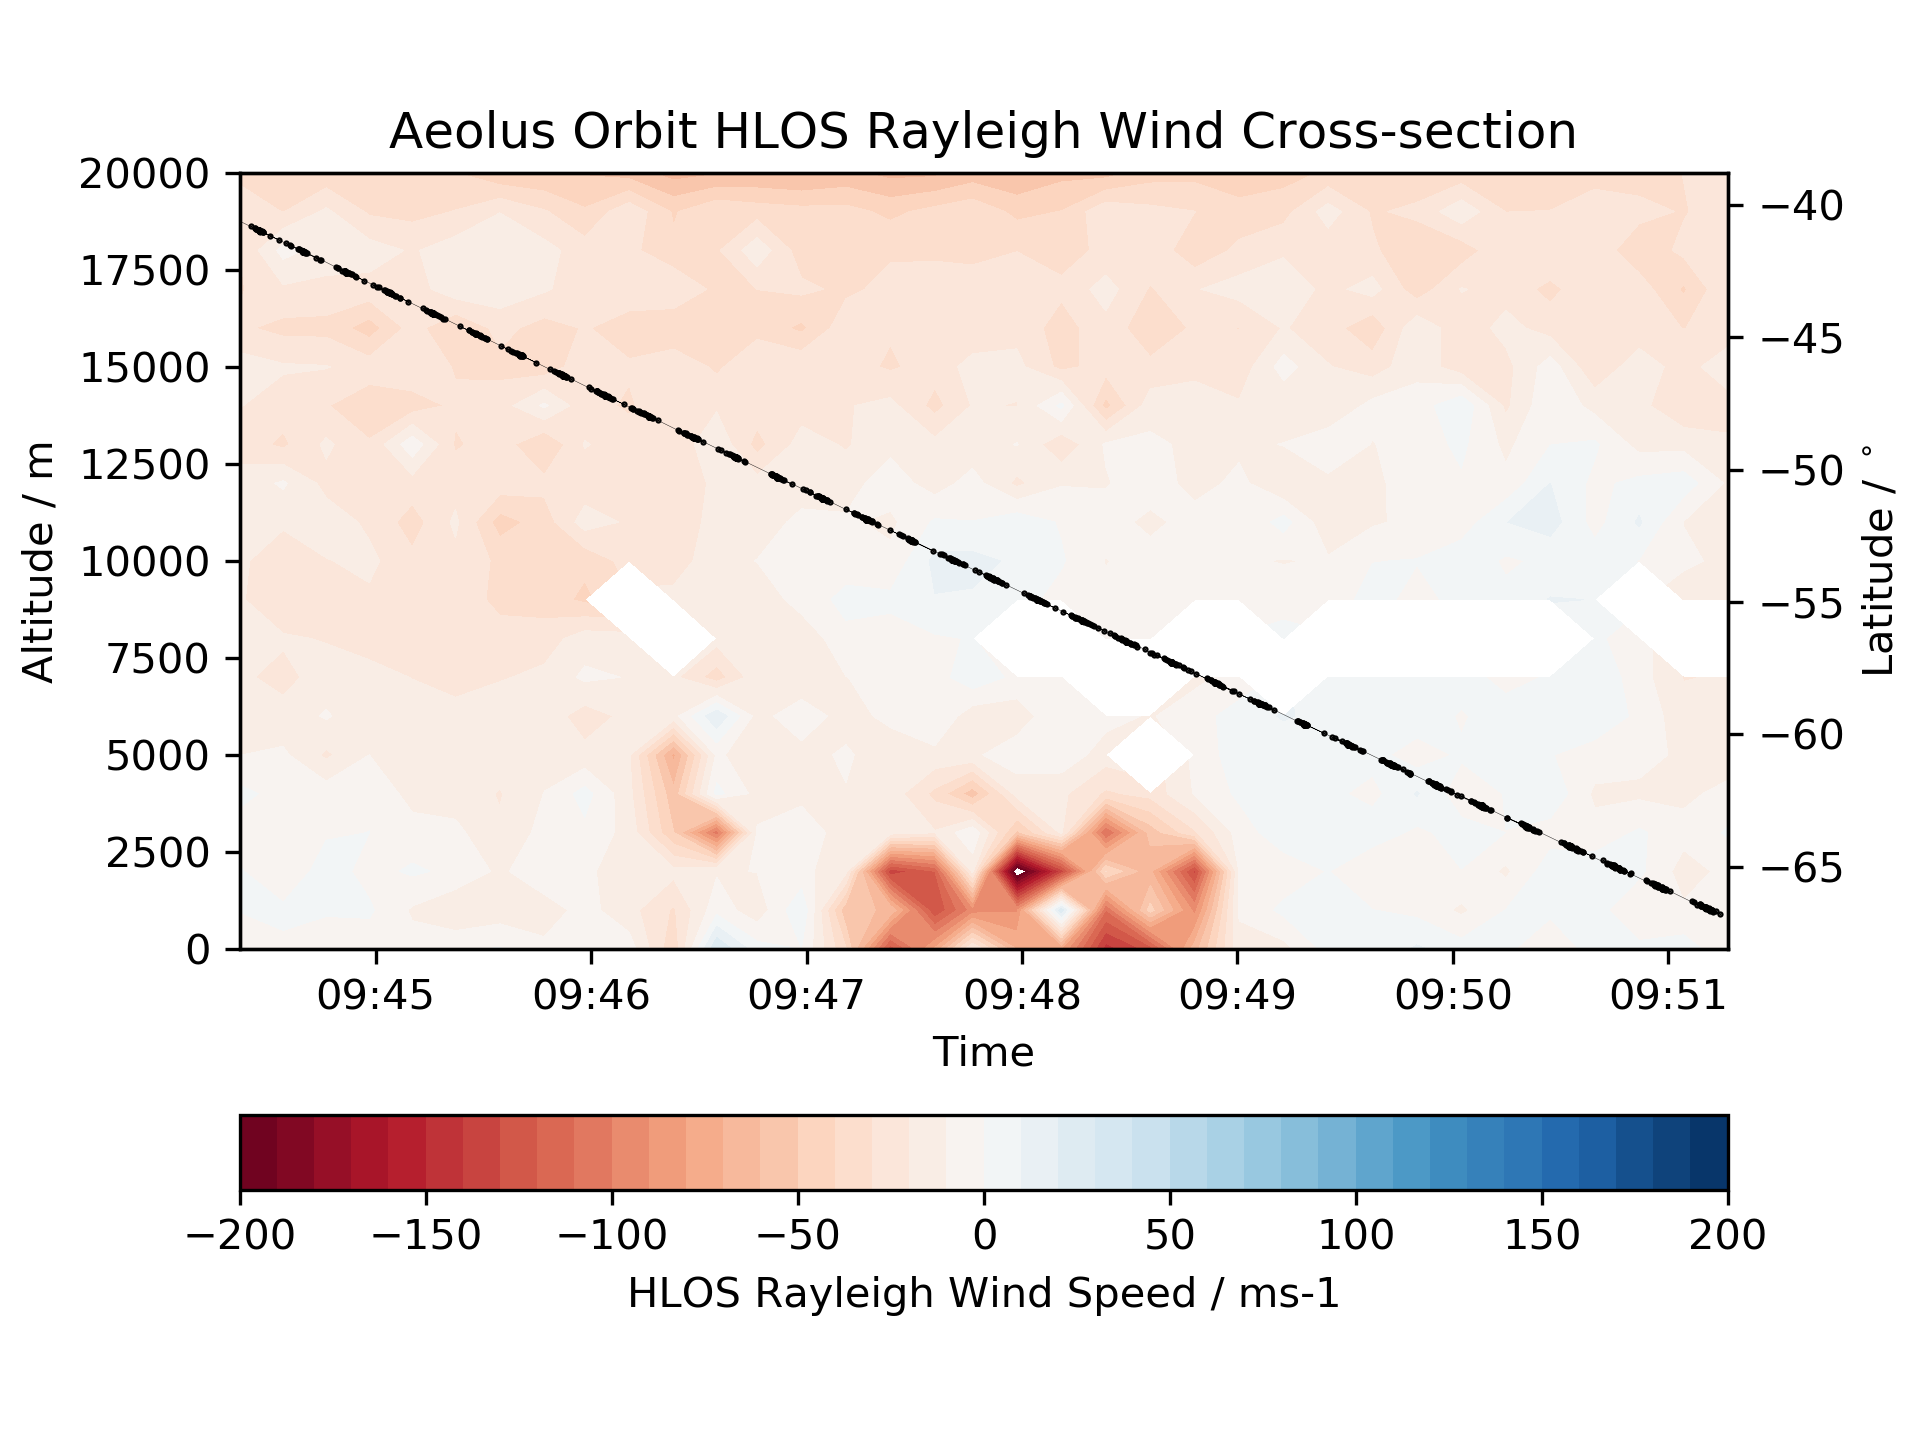 Aeolus Orbit HLOS Rayleigh Wind Cross-section
20000
17500
15000
12500
10000
7500
5000
2500
0
Altitude / m
−40
−45
−50
−55
−60
−65
Latitude / °
09:45 09:46 09:47 09:48 09:49 09:50 09:51
Time
−200 −150 −100 −50 0 50 100 150 200
HLOS Rayleigh Wind Speed / ms-1